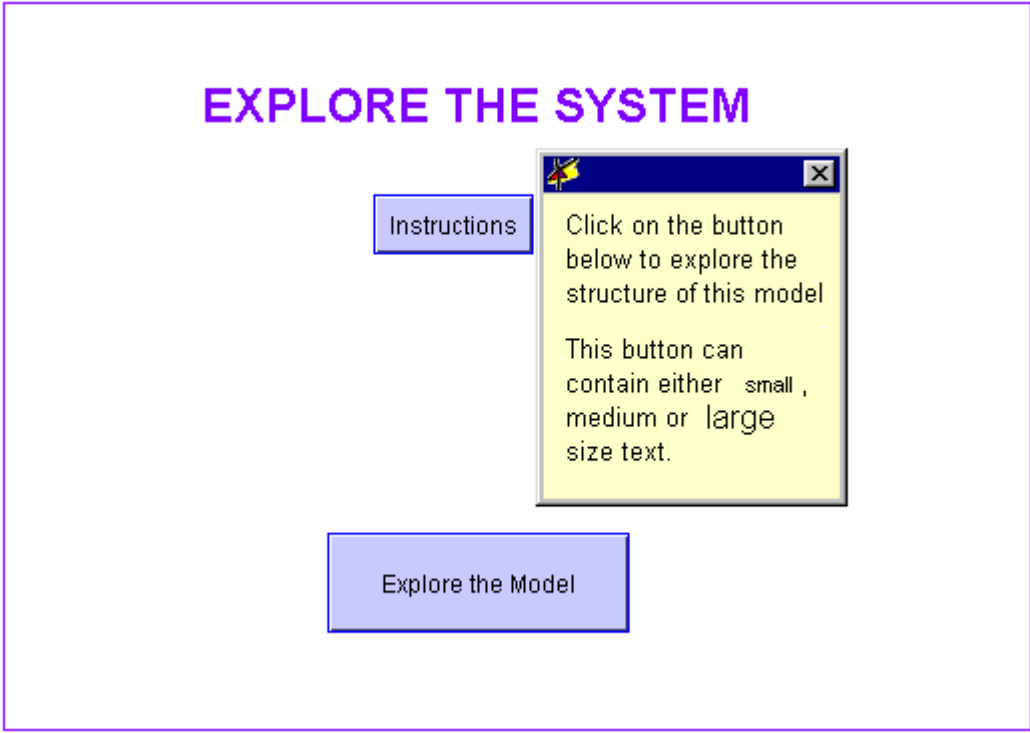 EXPLORE THE SYSTEM
Instructions
Click on the button
below to explore the
structure of this model
This button can
contain either small ,
medium or large
size text.
Explore the Model